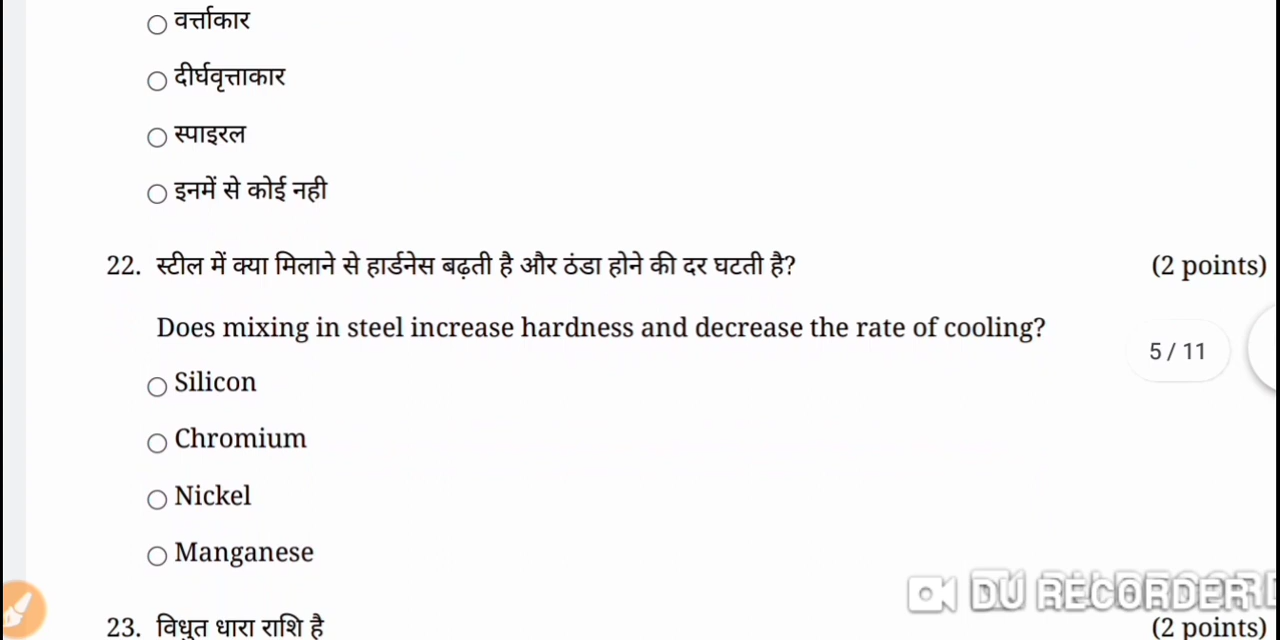 वर्त्ताकार
दीर्घवृत्ताकार
स्पाइरल
इनमें से कोई नही
22. स्टील में क्या मिलाने से हार्डनेस बढ़ती है और ठंडा होने की दर घटती है? (2 points)
Does mixing in steel increase hardness and decrease the rate of cooling?
5 / 11
Silicon
Chromium
Nickel
Manganese
DU RECORDER
23. विधुत धारा राशि है (2 points)